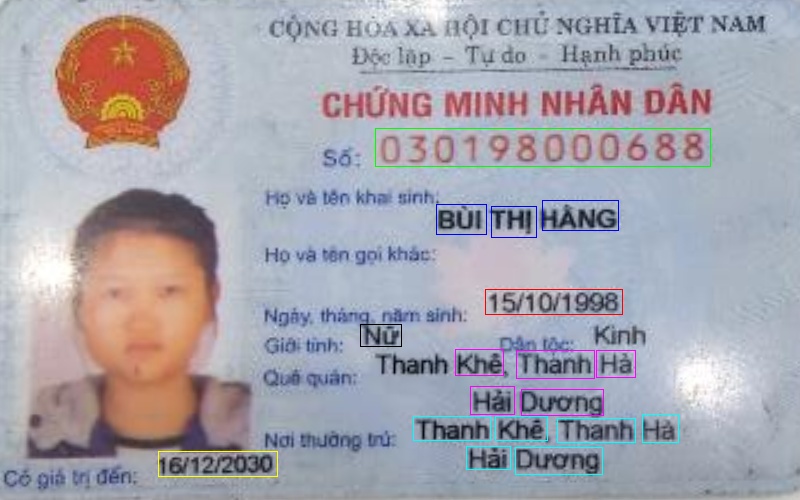 CỘNG HÒA XÃ HỘI CHỦ NGHĨA VIỆT NAM
Độc lập - Tự do - Hạnh phúc
CHỨNG MINH NHÂN DÂN
Số: 030198000688
Họ và tên khai sinh:
BÙI THỊ HẰNG
Họ và tên gọi khác:
Ngày, tháng, năm sinh: 15/10/1998
Giới tính: Nữ Dân tộc: Kinh
Quê quán: Thanh Khê, Thanh Hà
Hải Dương
Nơi thường trú: Thanh Khê, Thanh Hà
Hải Dương
Có giá trị đến: 16/12/2030